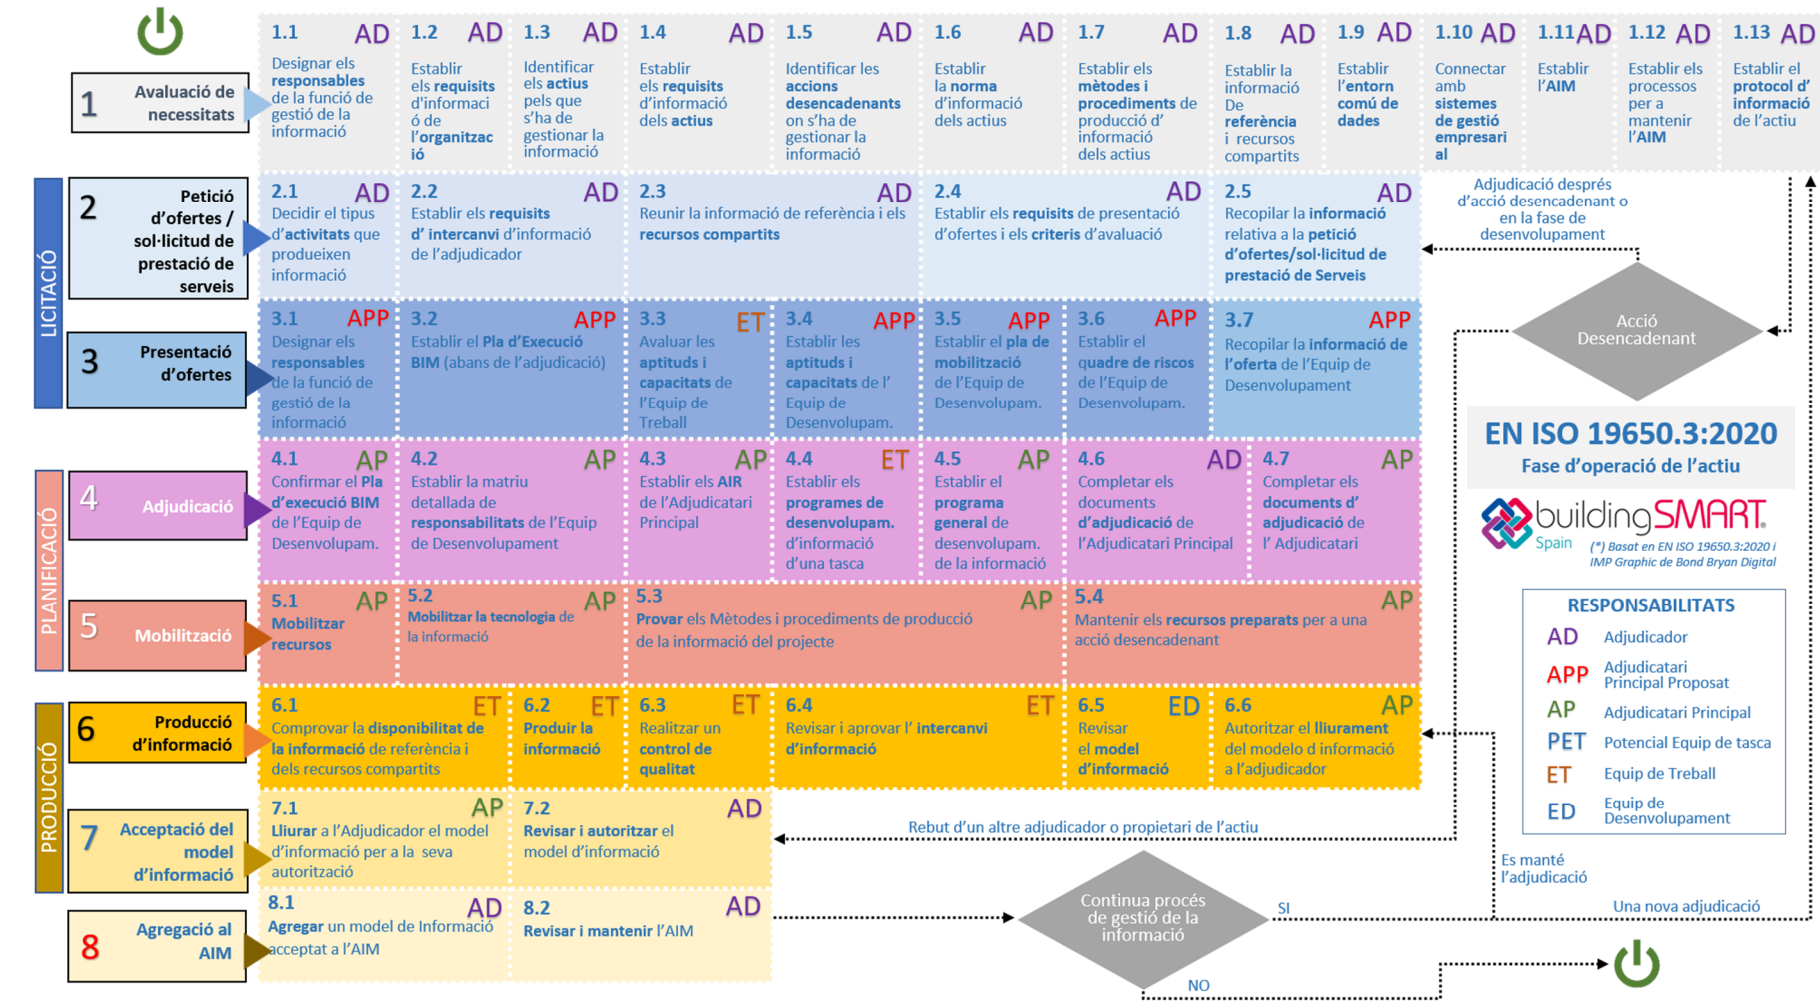 1
Avaluació de
necessitats
1.1 AD
Designar els
responsables
de la funció de
gestió de la
informació
1.2 AD
Establir
els requisits
d'informaci
ó de
l'organitzac
ió
1.3 AD
Identificar
els actius
pels que
s'ha de
gestionar la
informació
1.4 AD
Establir
els requisits
d'informació
dels actius
1.5 AD
Identificar les
accions
desencadenants
on s'ha de
gestionar la
informació
1.6 AD
Establir
la norma
d'informació
dels actius
1.7 AD
Establir els
mètodes i
procediments de
producció d'
informació
dels actius
1.8 AD
Establir la
informació
De
referència
i recursos
compartits
1.9 AD
Establir
l'entorn
comú de
dades
1.10 AD
Connectar
amb
sistemes
de gestió
empresari
al
1.11 AD
Establir
l'AIM
1.12 AD
Establir els
processos
per a
mantenir
l'AIM
1.13 AD
Establir el
protocol d'
informació
de l'actiu
LICITACIÓ
2
Petició
d'ofertes /
sol·licitud de
prestació de
serveis
2.1 AD
Decidir el tipus
d'activitats que
produeixen
informació
2.2 AD
Establir els requisits
d' intercanvi d'informació
de l'adjudicador
2.3 AD
Reunir la informació de referència i els
recursos compartits
2.4 AD
Establir els requisits de presentació
d'ofertes i els criteris d'avaluació
2.5 AD
Recopilar la informació
relativa a la petició
d'ofertes/sol·licitud de
prestació de Serveis
Adjudicació després
d'acció desencadenant o
en la fase de
desenvolupament
Acció
Desencadenant
3
Presentació
d'ofertes
3.1 APP
Designar els
responsables
de la funció de
gestió de la
informació
3.2 APP
Establir el Pla d'Execució
BIM (abans de l'adjudicació)
3.3 ET
Avaluar les
aptituds i
capacitats de
l'Equip de
Treball
3.4 APP
Establir les
aptituds i
capacitats de l'
Equip de
Desenvolupam.
3.5 APP
Establir el pla de
mobilització
de l'Equip de
Desenvolupam.
3.6 APP
Establir el
quadre de riscos
de l'Equip de
Desenvolupam.
3.7 APP
Recopilar la informació de
l'oferta de l'Equip de
Desenvolupament
EN ISO 19650.3:2020
Fase d'operació de l'actiu
buildingSMART®
Spain
(*) Basat en EN ISO 19650.3:2020 i
IMP Graphic de Bond Bryan Digital
PLANIFICACIÓ
4
Adjudicació
4.1 AP
Confirmar el Pla
d'execució BIM
de l'Equip de
Desenvolupam.
4.2 AP
Establir la matriu
detallada de
responsabilitats de l'Equip
de Desenvolupament
4.3 AP
Establir els AIR
de l'Adjudicatari
Principal
4.4 ET
Establir els
programes de
desenvolupam.
d'informació
d'una tasca
4.5 AP
Establir el
programa
general de
desenvolupam.
de la informació
4.6 AD
Completar els
documents
d'adjudicació de
l'Adjudicatari Principal
4.7 AP
Completar els
documents d'
adjudicació de
l' Adjudicatari
5
Mobilització
5.1 AP
Mobilitzar
recursos
5.2 AP
Mobilitzar la tecnologia de
la informació
5.3 AP
Provar els Mètodes i procediments de producció
de la informació del projecte
5.4 AP
Mantenir els recursos preparats per a una
acció desencadenant
RESPONSABILITATS
AD Adjudicador
APP Adjudicatari
Principal Proposat
AP Adjudicatari Principal
PET Potencial Equip de tasca
ET Equip de Treball
ED Equip de
Desenvolupament
PRODUCCIÓ
6
Producció
d'informació
6.1 ET
Comprovar la disponibilitat de
la informació de referència i
dels recursos compartits
6.2 ET
Produir la
informació
6.3 ET
Realitzar un
control de
qualitat
6.4 ET
Revisar i aprovar l' intercanvi
d'informació
6.5 ED
Revisar
el model
d'informació
6.6 AP
Autoritzar el lliurament
del modelo d informació
a l'adjudicador
7
Acceptació del
model
d'informació
7.1 AP
Lliurar a l'Adjudicador el model
d'informació per a la seva
autorització
7.2 AD
Revisar i autoritzar el
model d'informació
Rebut d'un altre adjudicador o propietari de l'actiu
Es manté
l'adjudicació
8
Agregació al
AIM
8.1 AD
Agregar un model de Informació
acceptat a l'AIM
8.2 AD
Revisar i mantenir l'AIM
Continua procés
de gestió de la
informació
SI
Una nova adjudicació
NO